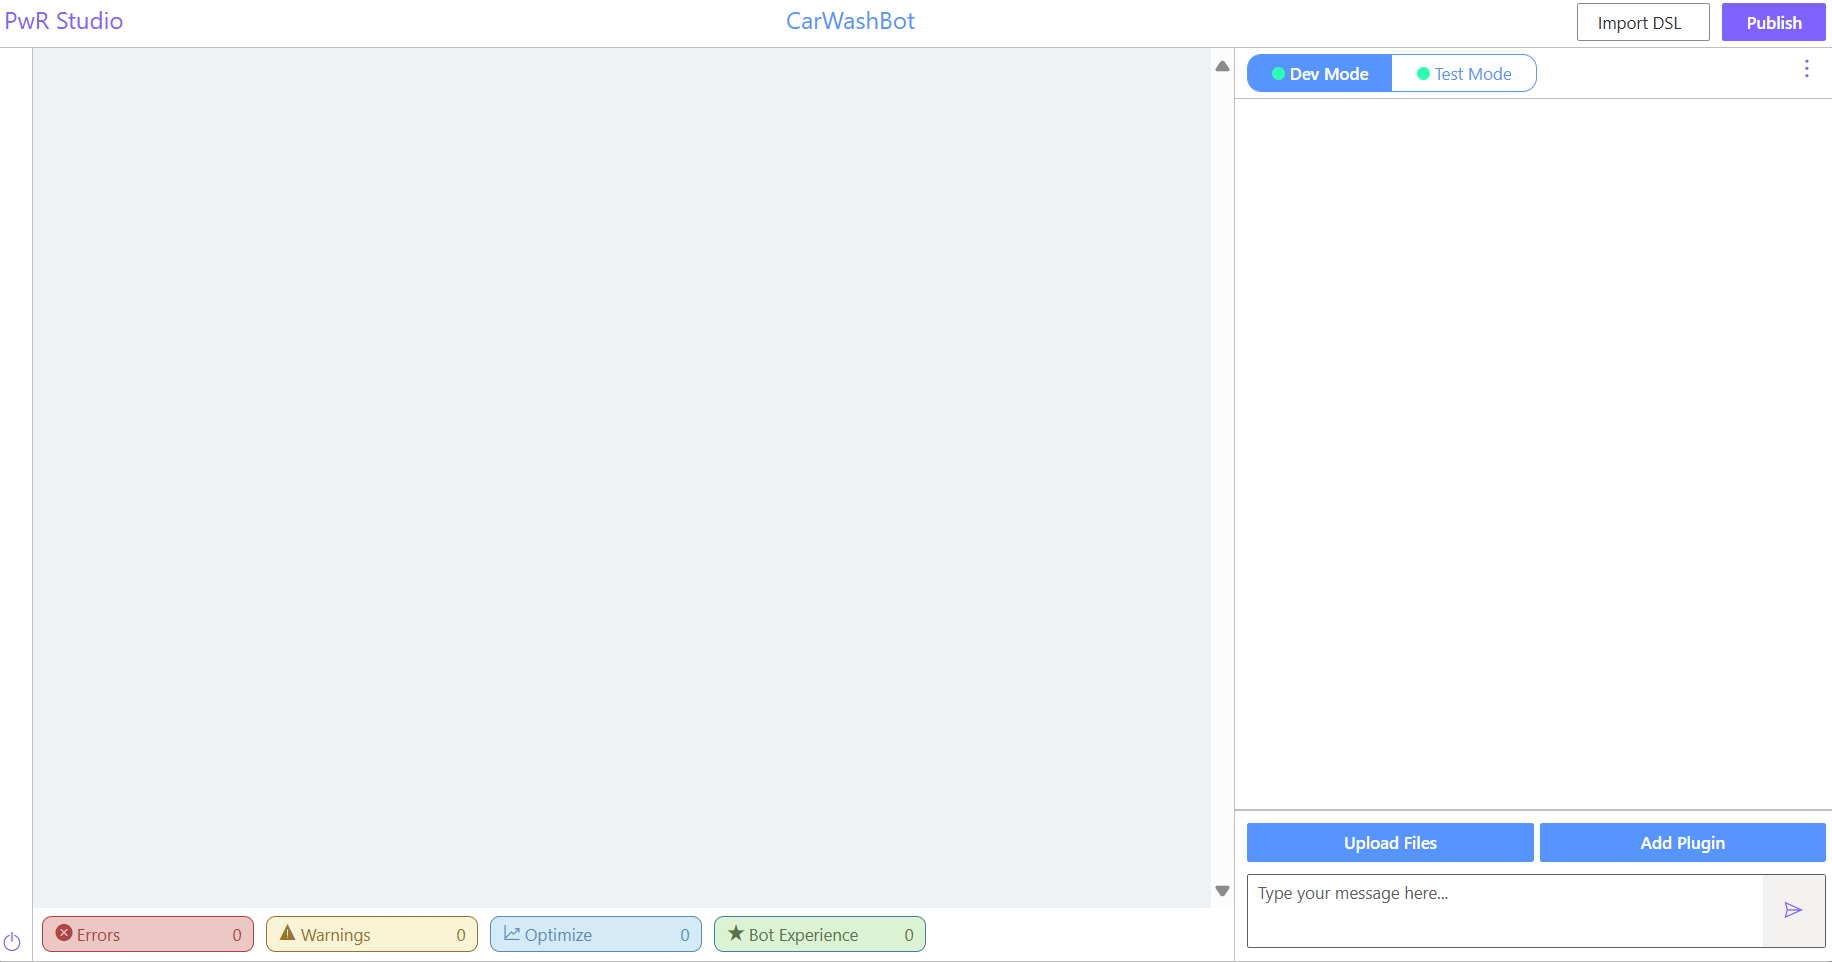 PwR Studio
CarWashBot
Import DSL
Publish
Dev Mode
Test Mode
Upload Files
Add Plugin
Type your message here...
Errors 0
Warnings 0
Optimize 0
Bot Experience 0